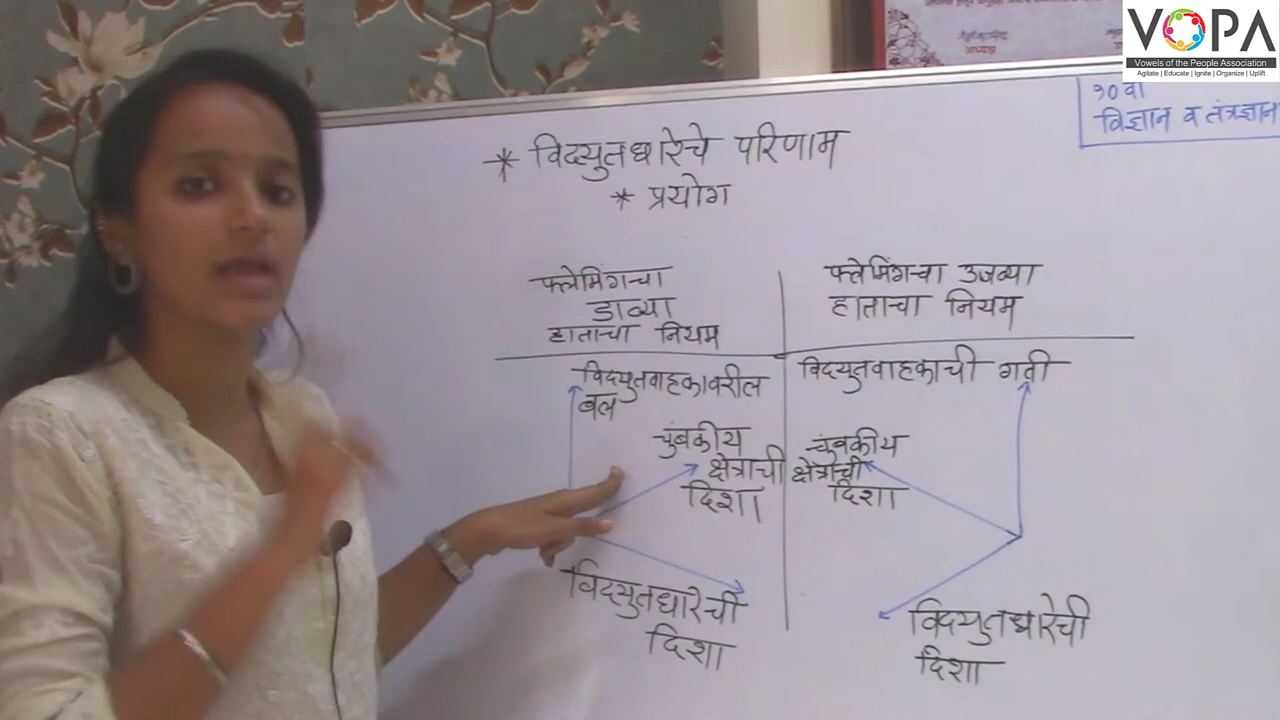 VOPA
Vowels of the People Association
Agitate | Educate | Ignite | Organize | Uplift
१०वी
विज्ञान व तंत्रज्ञान
* विद्युतधारेचे परिणाम
* प्रयोग
फ्लेमिंगचा
डाव्या
हाताचा नियम
फ्लेमिंगचा उजव्या
हाताचा नियम
विद्युतवाहकावरील
बल
चुंबकीय
क्षेत्राची
दिशा
विद्युतधारेची
दिशा
विद्युतवाहकाची गती
चुंबकीय
क्षेत्राची
दिशा
विद्युतधारेची
दिशा